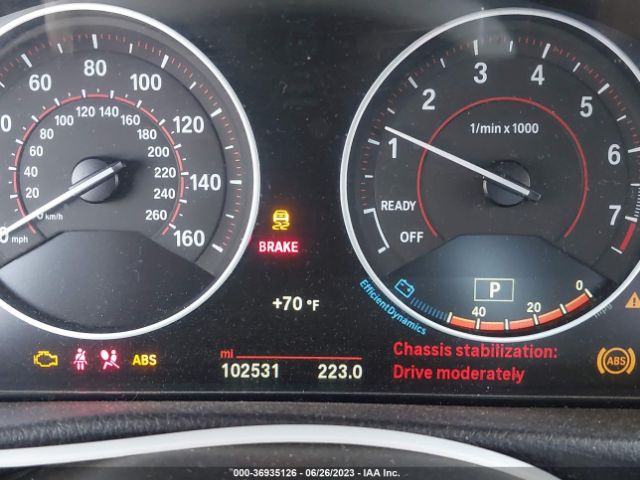 60 80 100 120 140 160
mph
20 40 60 80 100 120 140 160 180 200 220 240 260
km/h
1 2 3 4 5 6 7
1/min x 1000
READY
OFF
BRAKE
+70 °F
P
EfficientDynamics
40 20 0
mpg
ABS
mi
102531 223.0
Chassis stabilization:
Drive moderately
ABS
000-36935126 - 06/26/2023 - IAA Inc.